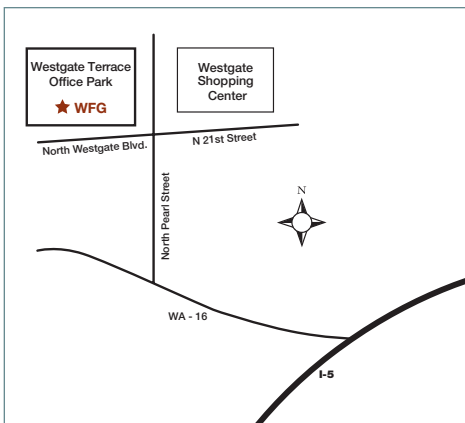 Westgate Terrace
Office Park
★ WFG
Westgate
Shopping
Center
North Westgate Blvd.
N 21st Street
North Pearl Street
N
WA - 16
I-5